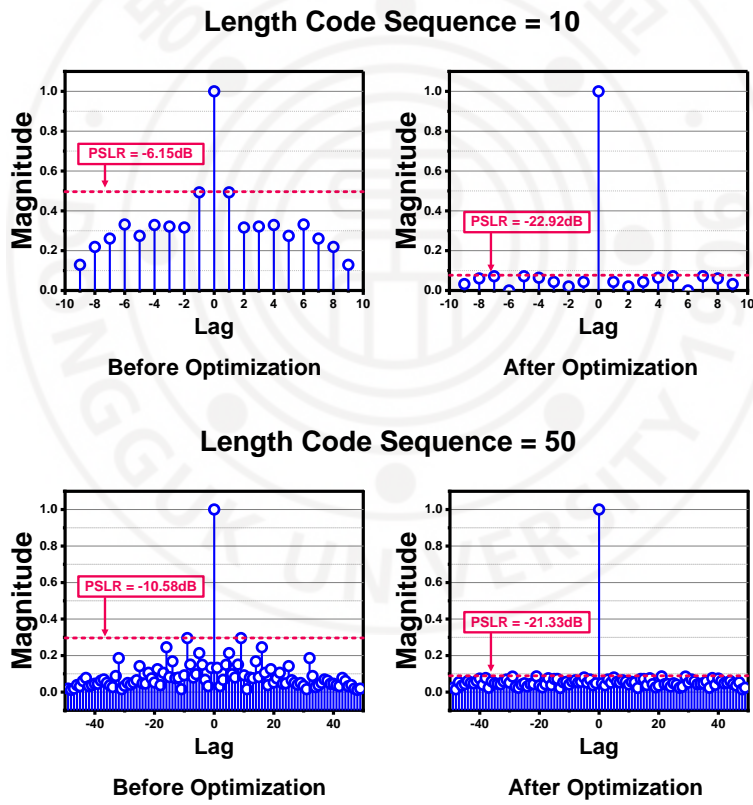 Length Code Sequence = 10
Magnitude
1.0
0.8
0.6
0.4
0.2
0.0
PSLR = -6.15dB
-10 -8 -6 -4 -2 0 2 4 6 8 10
Lag
Before Optimization
Magnitude
1.0
0.8
0.6
0.4
0.2
0.0
PSLR = -22.92dB
-10 -8 -6 -4 -2 0 2 4 6 8 10
Lag
After Optimization
Length Code Sequence = 50
Magnitude
1.0
0.8
0.6
0.4
0.2
0.0
PSLR = -10.58dB
-40 -20 0 20 40
Lag
Before Optimization
Magnitude
1.0
0.8
0.6
0.4
0.2
0.0
PSLR = -21.33dB
-40 -20 0 20 40
Lag
After Optimization
UNIVERSITY